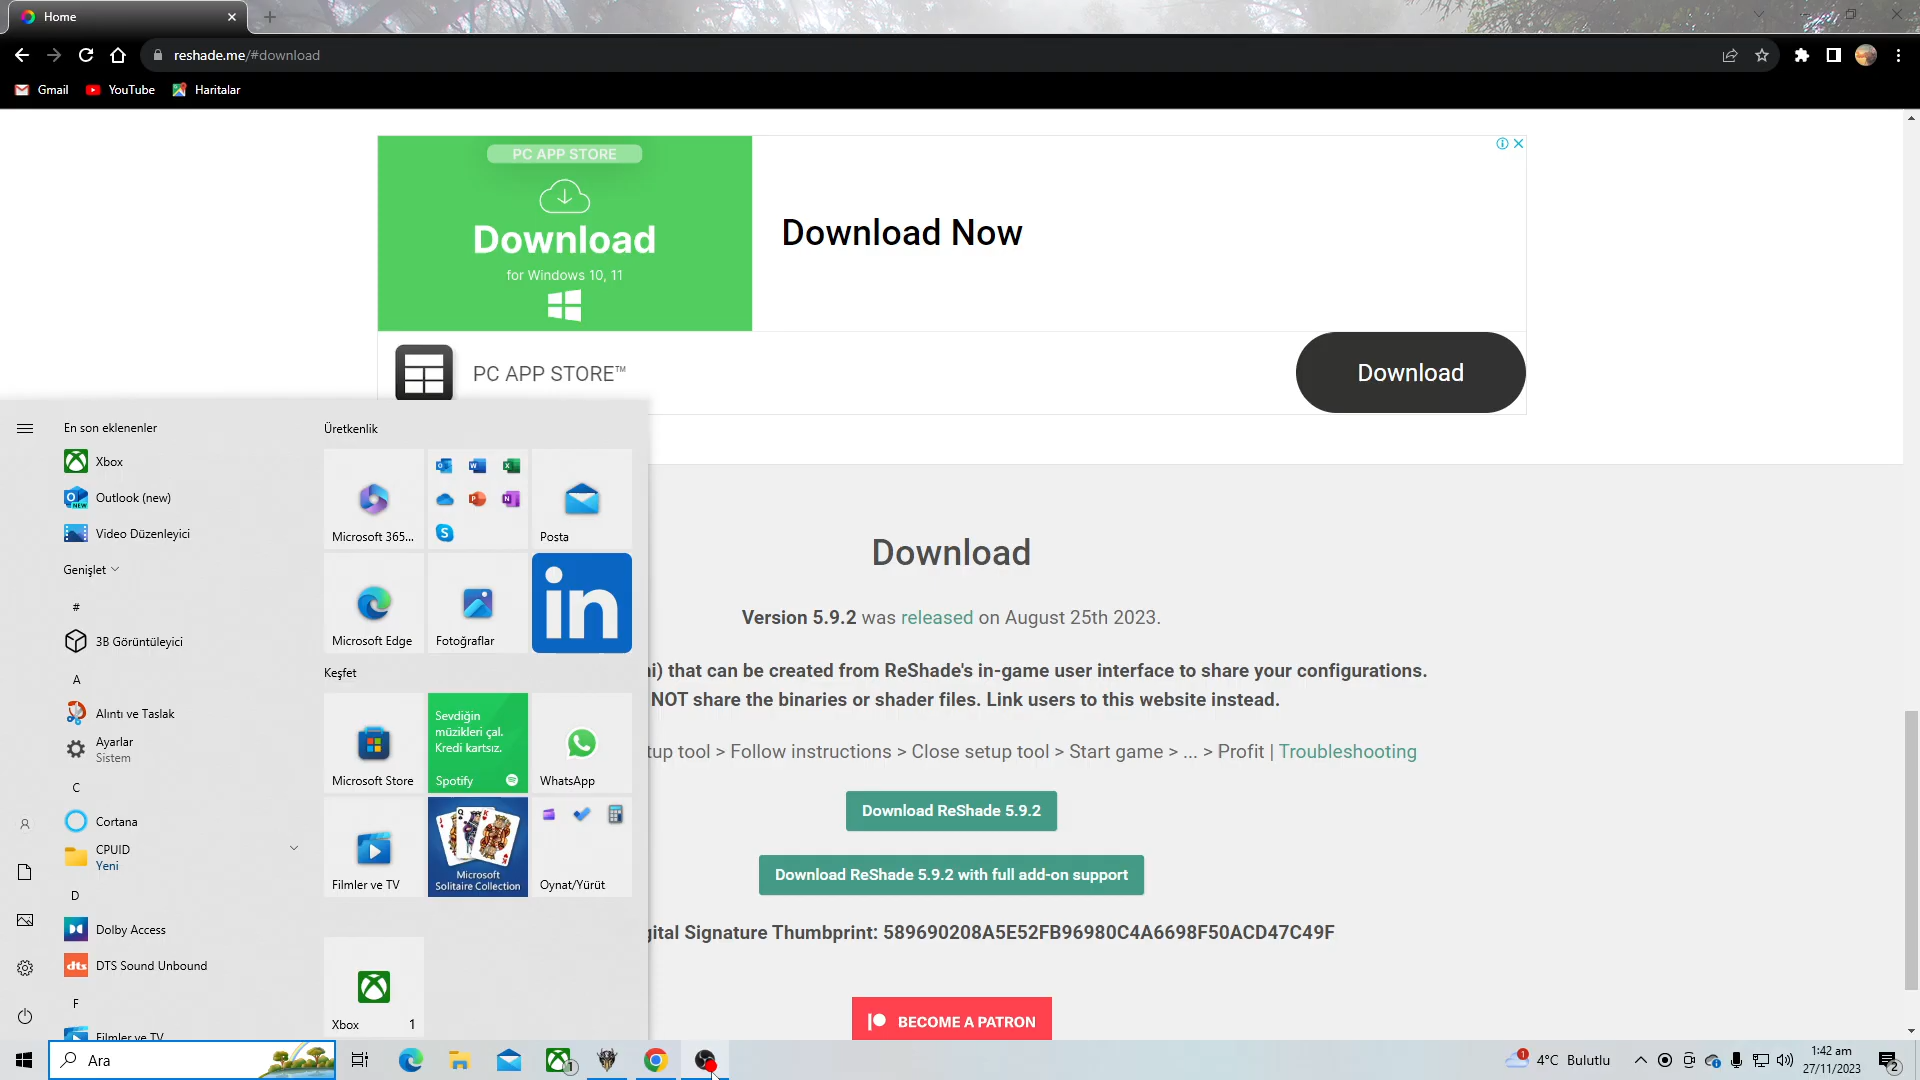 Home
reshade.me/#download
Gmail
YouTube
Haritalar
PC APP STORE
Download
for Windows 10, 11
Download Now
PC APP STORE™
Download
En son eklenenler
Xbox
Outlook (new)
Video Düzenleyici
Genişlet
#
3B Görüntüleyici
A
Alıntı ve Taslak
Ayarlar
Sistem
C
Cortana
CPUID
Yeni
D
Dolby Access
DTS Sound Unbound
F
Filmler ve TV
Üretkenlik
Microsoft 365...
Posta
Microsoft Edge
Fotoğraflar
in
Keşfet
Microsoft Store
Sevdiğin
müzikleri çal.
Kredi kartsız.
Spotify
WhatsApp
Filmler ve TV
Microsoft
Solitaire Collection
Oynat/Yürüt
Xbox 1
Download
Version 5.9.2 was released on August 25th 2023.
ni) that can be created from ReShade's in-game user interface to share your configurations.
NOT share the binaries or shader files. Link users to this website instead.
tup tool > Follow instructions > Close setup tool > Start game > ... > Profit | Troubleshooting
Download ReShade 5.9.2
Download ReShade 5.9.2 with full add-on support
gital Signature Thumbprint: 589690208A5E52FB96980C4A6698F50ACD47C49F
BECOME A PATRON
Ara
1
1
4°C Bulutlu
1:42 am
27/11/2023
2